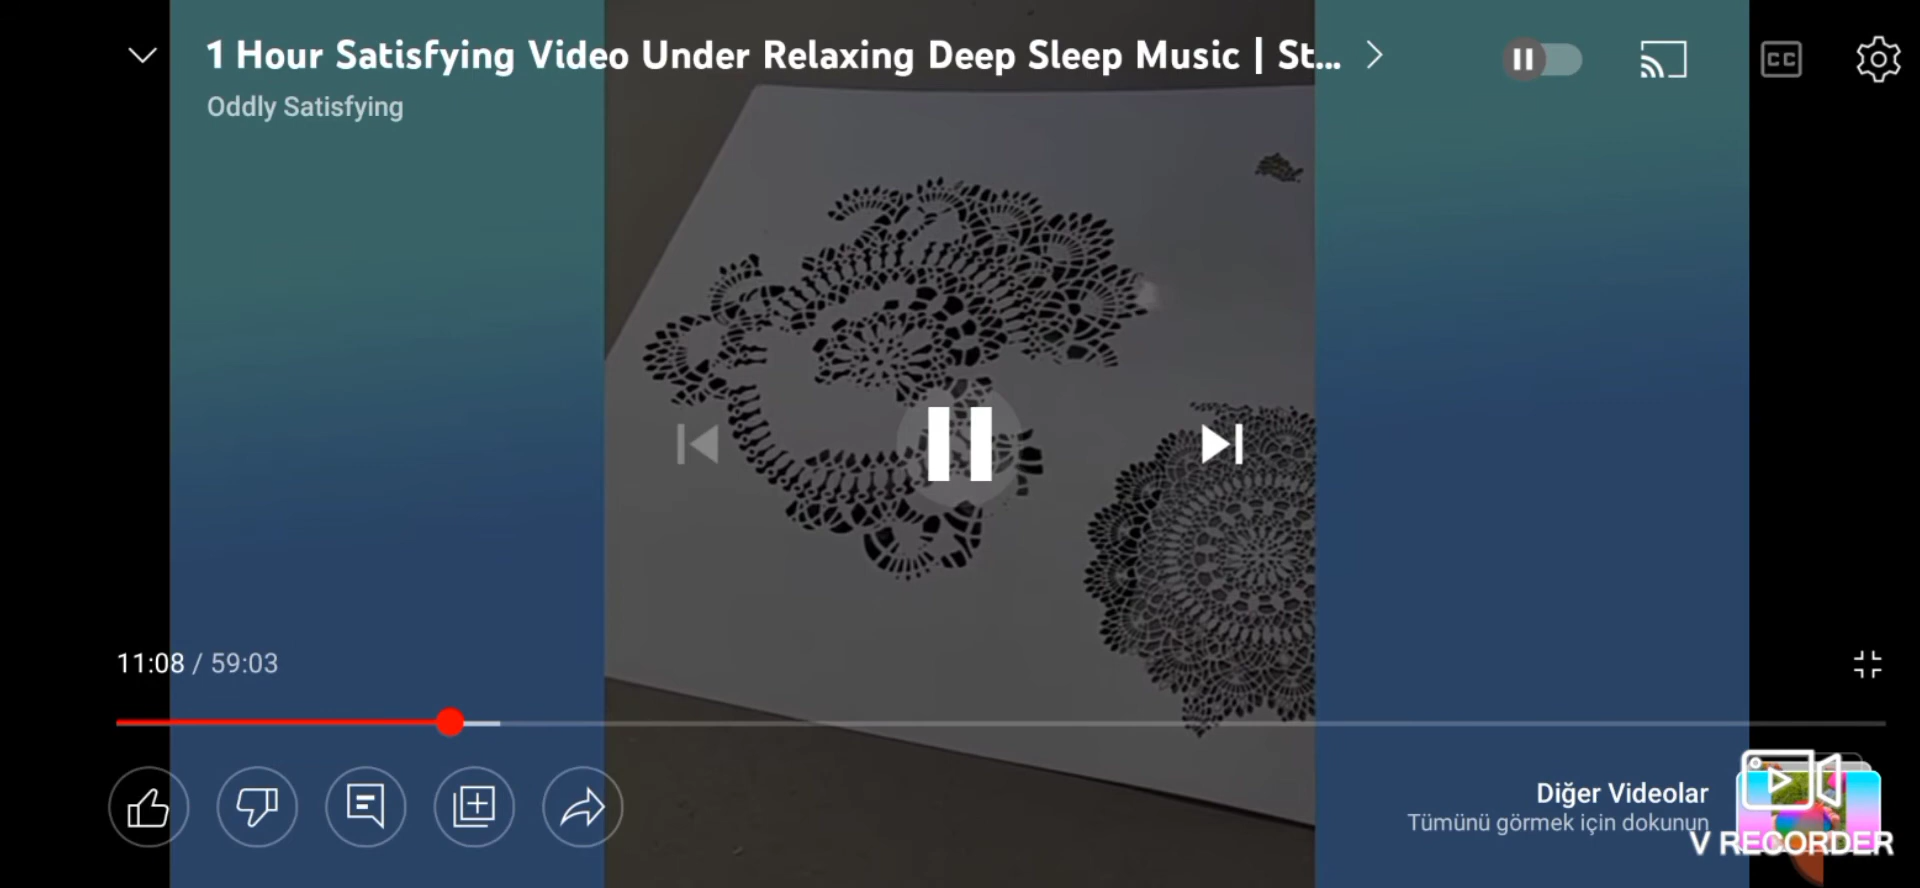 1 Hour Satisfying Video Under Relaxing Deep Sleep Music | St...
Oddly Satisfying
CC
11:08 / 59:03
Diğer Videolar
Tümünü görmek için dokunun
V RECORDER